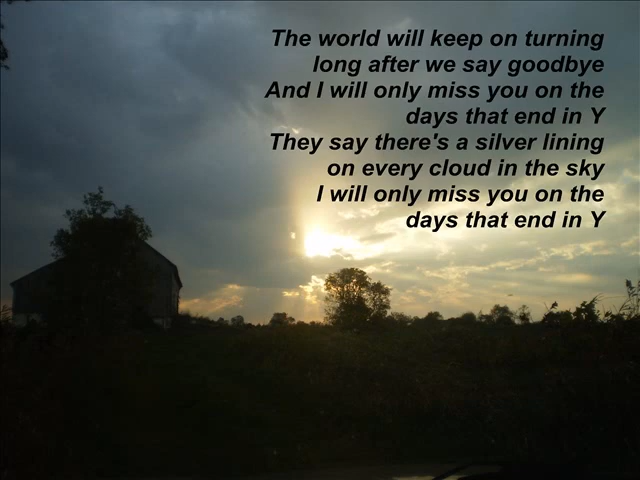 The world will keep on turning
long after we say goodbye
And I will only miss you on the
days that end in Y
They say there's a silver lining
on every cloud in the sky
I will only miss you on the
days that end in Y